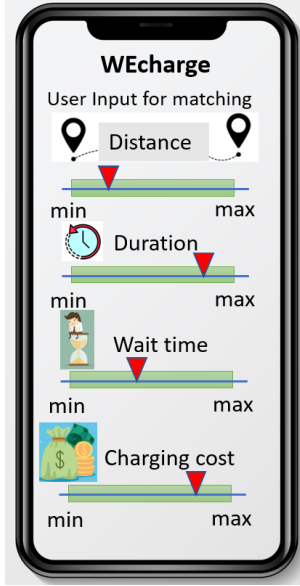 WEcharge
User Input for matching
Distance
min max
Duration
min max
Wait time
min max
$
Charging cost
min max